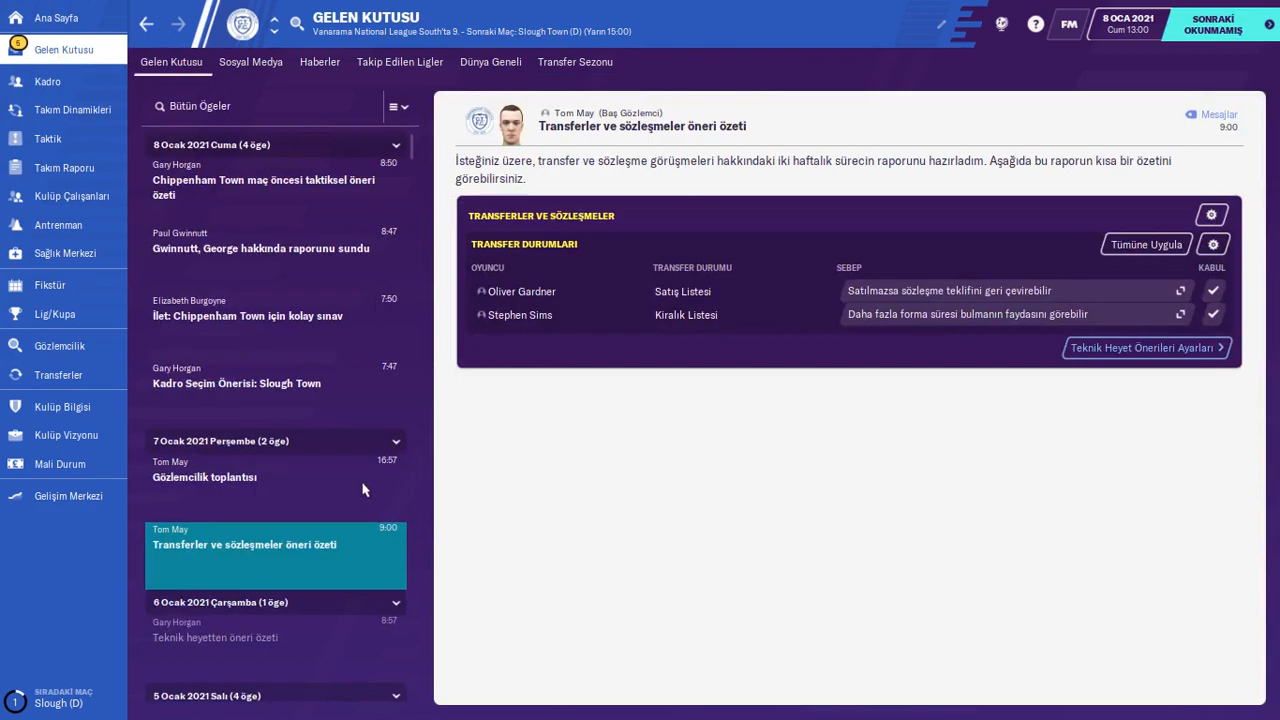 Ana Sayfa
5
Gelen Kutusu
Kadro
Takım Dinamikleri
Taktik
Takım Raporu
Kulüp Çalışanları
Antrenman
Sağlık Merkezi
Fikstür
Lig/Kupa
Gözlemcilik
Transferler
Kulüp Bilgisi
Kulüp Vizyonu
Mali Durum
Gelişim Merkezi
1
SIRADAKİ MAÇ
Slough (D)
GELEN KUTUSU
Vanarama National League South'ta 9. - Sonraki Maç: Slough Town (D) (Yarın 15:00)
?
FM
8 OCA 2021
Cum 13:00
SONRAKİ
OKUNMAMIŞ
Gelen Kutusu Sosyal Medya Haberler Takip Edilen Ligler Dünya Geneli Transfer Sezonu
Bütün Ögeler
8 Ocak 2021 Cuma (4 öge)
Gary Horgan 8:50
Chippenham Town maç öncesi taktiksel öneri
özeti
Paul Gwinnutt 8:47
Gwinnutt, George hakkında raporunu sundu
Elizabeth Burgoyne 7:50
İlet: Chippenham Town için kolay sınav
Gary Horgan 7:47
Kadro Seçim Önerisi: Slough Town
7 Ocak 2021 Perşembe (2 öge)
Tom May 16:57
Gözlemcilik toplantısı
Tom May 9:00
Transferler ve sözleşmeler öneri özeti
6 Ocak 2021 Çarşamba (1 öge)
Gary Horgan 8:57
Teknik heyetten öneri özeti
5 Ocak 2021 Salı (4 öge)
Tom May (Baş Gözlemci)
Transferler ve sözleşmeler öneri özeti
Mesajlar
9:00
İsteğiniz üzere, transfer ve sözleşme görüşmeleri hakkındaki iki haftalık sürecin raporunu hazırladım. Aşağıda bu raporun kısa bir özetini
görebilirsiniz.
TRANSFERLER VE SÖZLEŞMELER
TRANSFER DURUMLARI Tümüne Uygula
OYUNCU TRANSFER DURUMU SEBEP KABUL
Oliver Gardner Satış Listesi Satılmazsa sözleşme teklifini geri çevirebilir
Stephen Sims Kiralık Listesi Daha fazla forma süresi bulmanın faydasını görebilir
Teknik Heyet Önerileri Ayarları